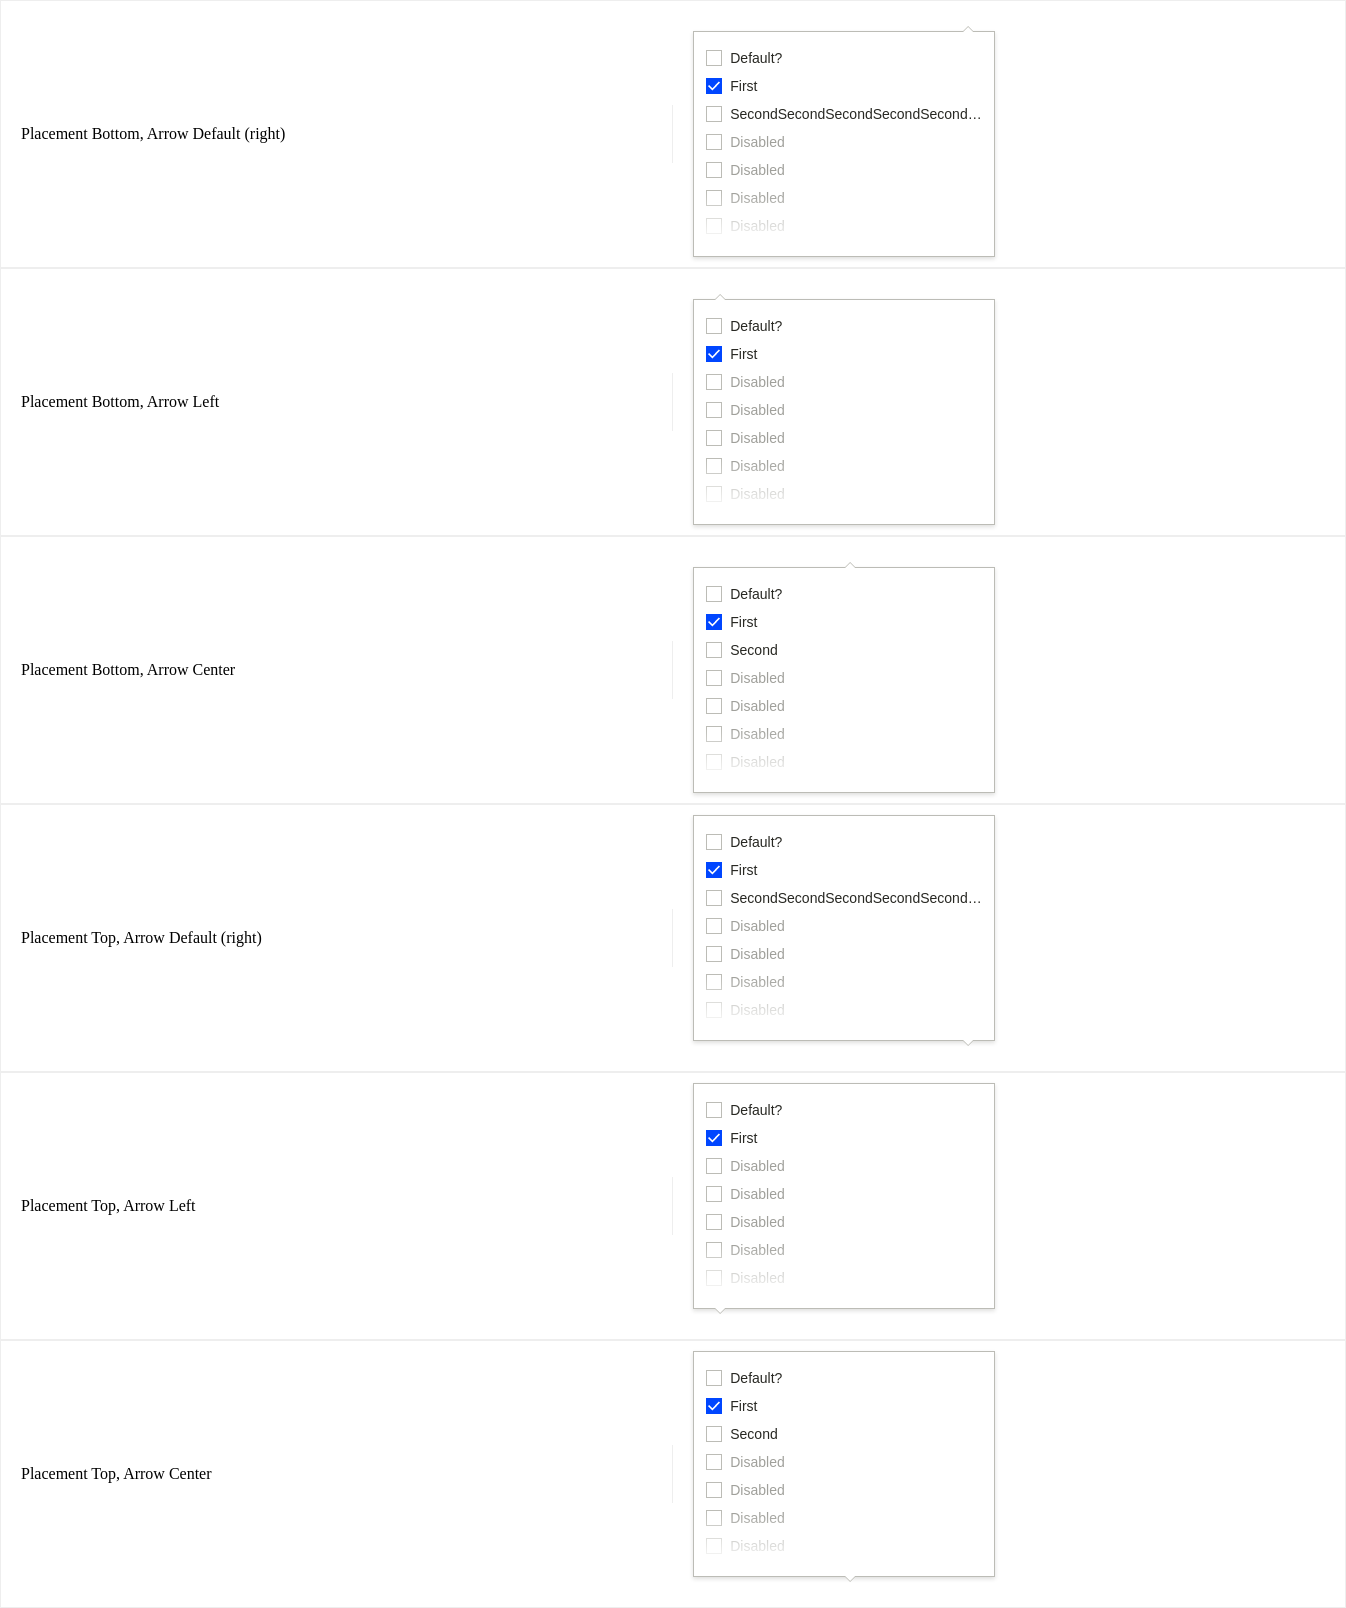 Placement Bottom, Arrow Default (right)
Default?
First
SecondSecondSecondSecondSecond…
Disabled
Disabled
Disabled
Disabled
Placement Bottom, Arrow Left
Default?
First
Disabled
Disabled
Disabled
Disabled
Disabled
Placement Bottom, Arrow Center
Default?
First
Second
Disabled
Disabled
Disabled
Disabled
Placement Top, Arrow Default (right)
Default?
First
SecondSecondSecondSecondSecond…
Disabled
Disabled
Disabled
Disabled
Placement Top, Arrow Left
Default?
First
Disabled
Disabled
Disabled
Disabled
Disabled
Placement Top, Arrow Center
Default?
First
Second
Disabled
Disabled
Disabled
Disabled